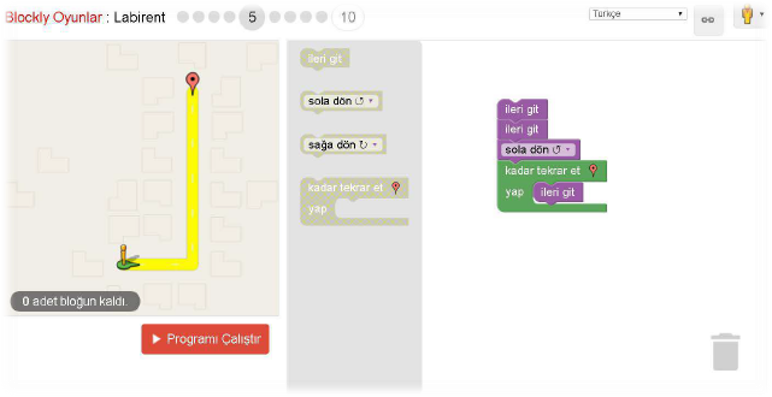 Blockly Oyunlar : Labirent 5 10
Türkçe
ileri git
sola dön ↺ ▾
sağa dön ↻ ▾
kadar tekrar et
yap
ileri git
ileri git
sola dön ↺ ▾
kadar tekrar et
yap ileri git
0 adet bloğun kaldı.
Programı Çalıştır